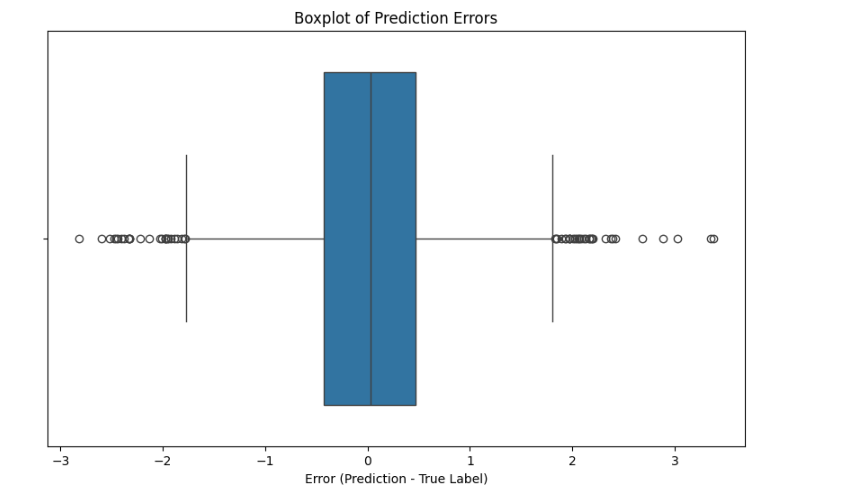 Boxplot of Prediction Errors
−3 −2 −1 0 1 2 3
Error (Prediction - True Label)